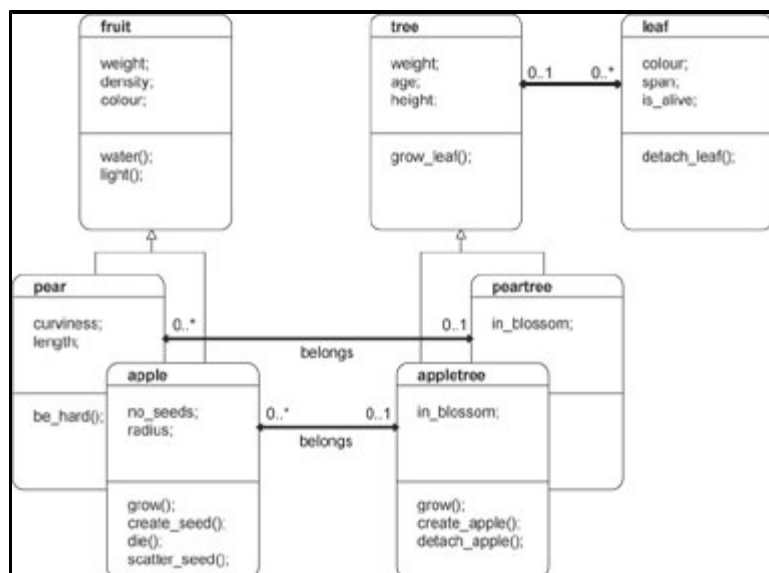 fruit
weight;
density;
colour;
water();
light();
tree
weight;
age;
height;
grow_leaf();
0..1
0..*
leaf
colour;
span;
is_alive;
detach_leaf();
pear
curviness;
length;
be_hard();
0..*
0..1
belongs
peartree
in_blossom;
apple
no_seeds;
radius;
grow();
create_seed();
die();
scatter_seed();
0..*
0..1
belongs
appletree
in_blossom;
grow();
create_apple();
detach_apple();